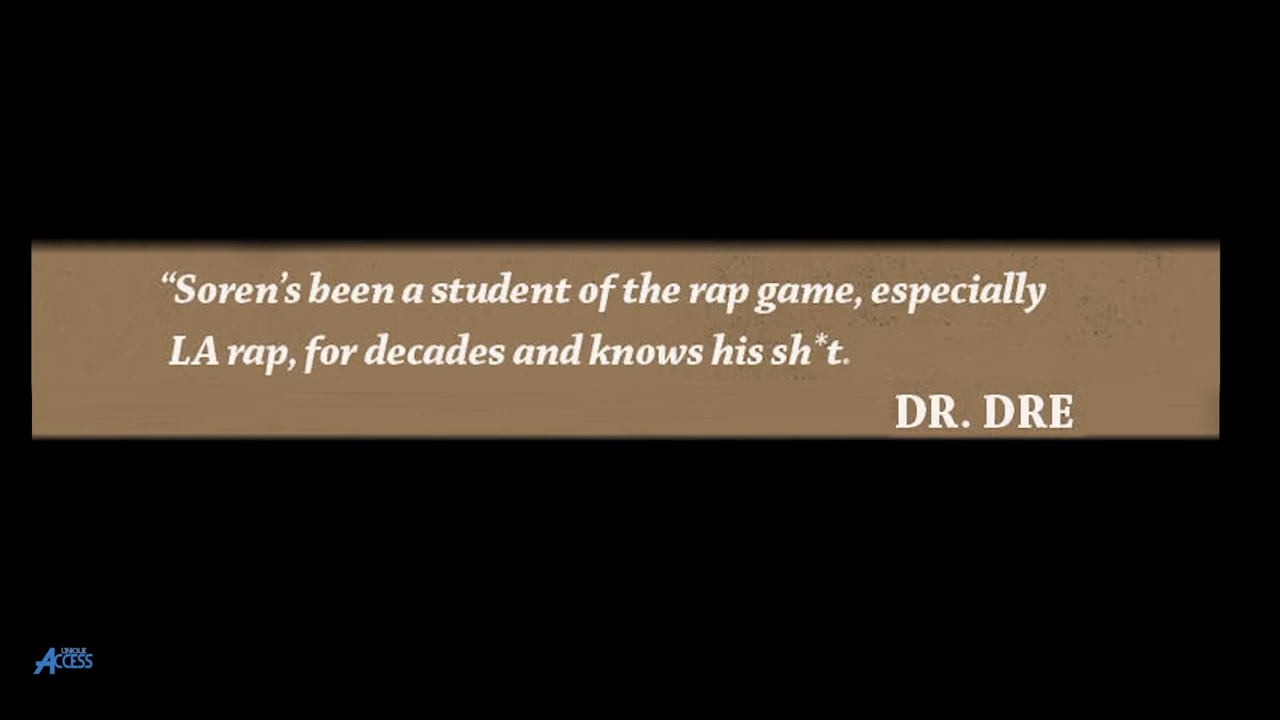 “Soren’s been a student of the rap game, especially
LA rap, for decades and knows his sh*t.
DR. DRE
UNIQUE
ACCESS